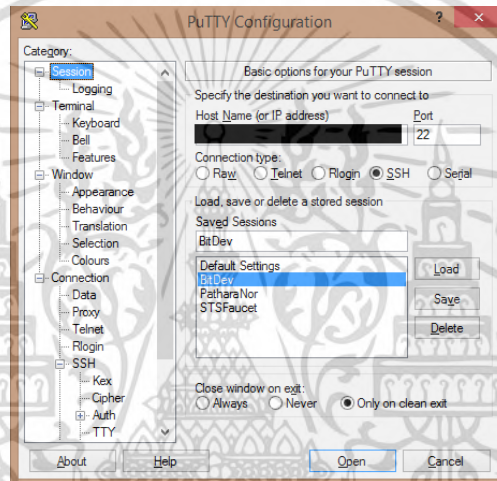 PuTTY Configuration
?
Category:
Session
Logging
Terminal
Keyboard
Bell
Features
Window
Appearance
Behaviour
Translation
Selection
Colours
Connection
Data
Proxy
Telnet
Rlogin
SSH
Kex
Cipher
Auth
TTY
Basic options for your PuTTY session
Specify the destination you want to connect to
Host Name (or IP address)
Port
22
Connection type:
Raw Telnet Rlogin SSH Serial
Load, save or delete a stored session
Saved Sessions
BitDev
Default Settings
BitDev
PatharaNor
STSFaucet
Load
Save
Delete
Close window on exit:
Always Never Only on clean exit
About Help Open Cancel